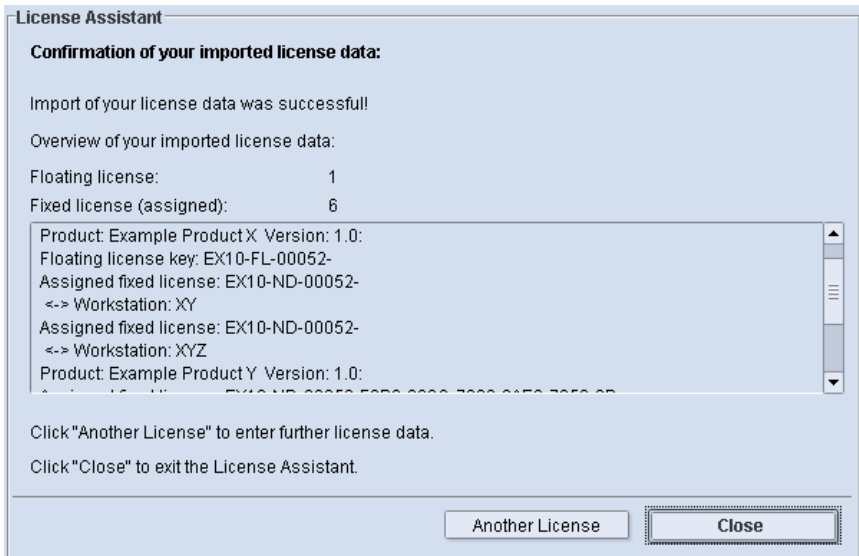 License Assistant
Confirmation of your imported license data:
Import of your license data was successful!
Overview of your imported license data:
Floating license: 1
Fixed license (assigned): 6
Product: Example Product X Version: 1.0:
Floating license key: EX10-FL-00052-
Assigned fixed license: EX10-ND-00052-
<-> Workstation: XY
Assigned fixed license: EX10-ND-00052-
<-> Workstation: XYZ
Product: Example Product Y Version: 1.0:
Click "Another License" to enter further license data.
Click "Close" to exit the License Assistant.
Another License
Close